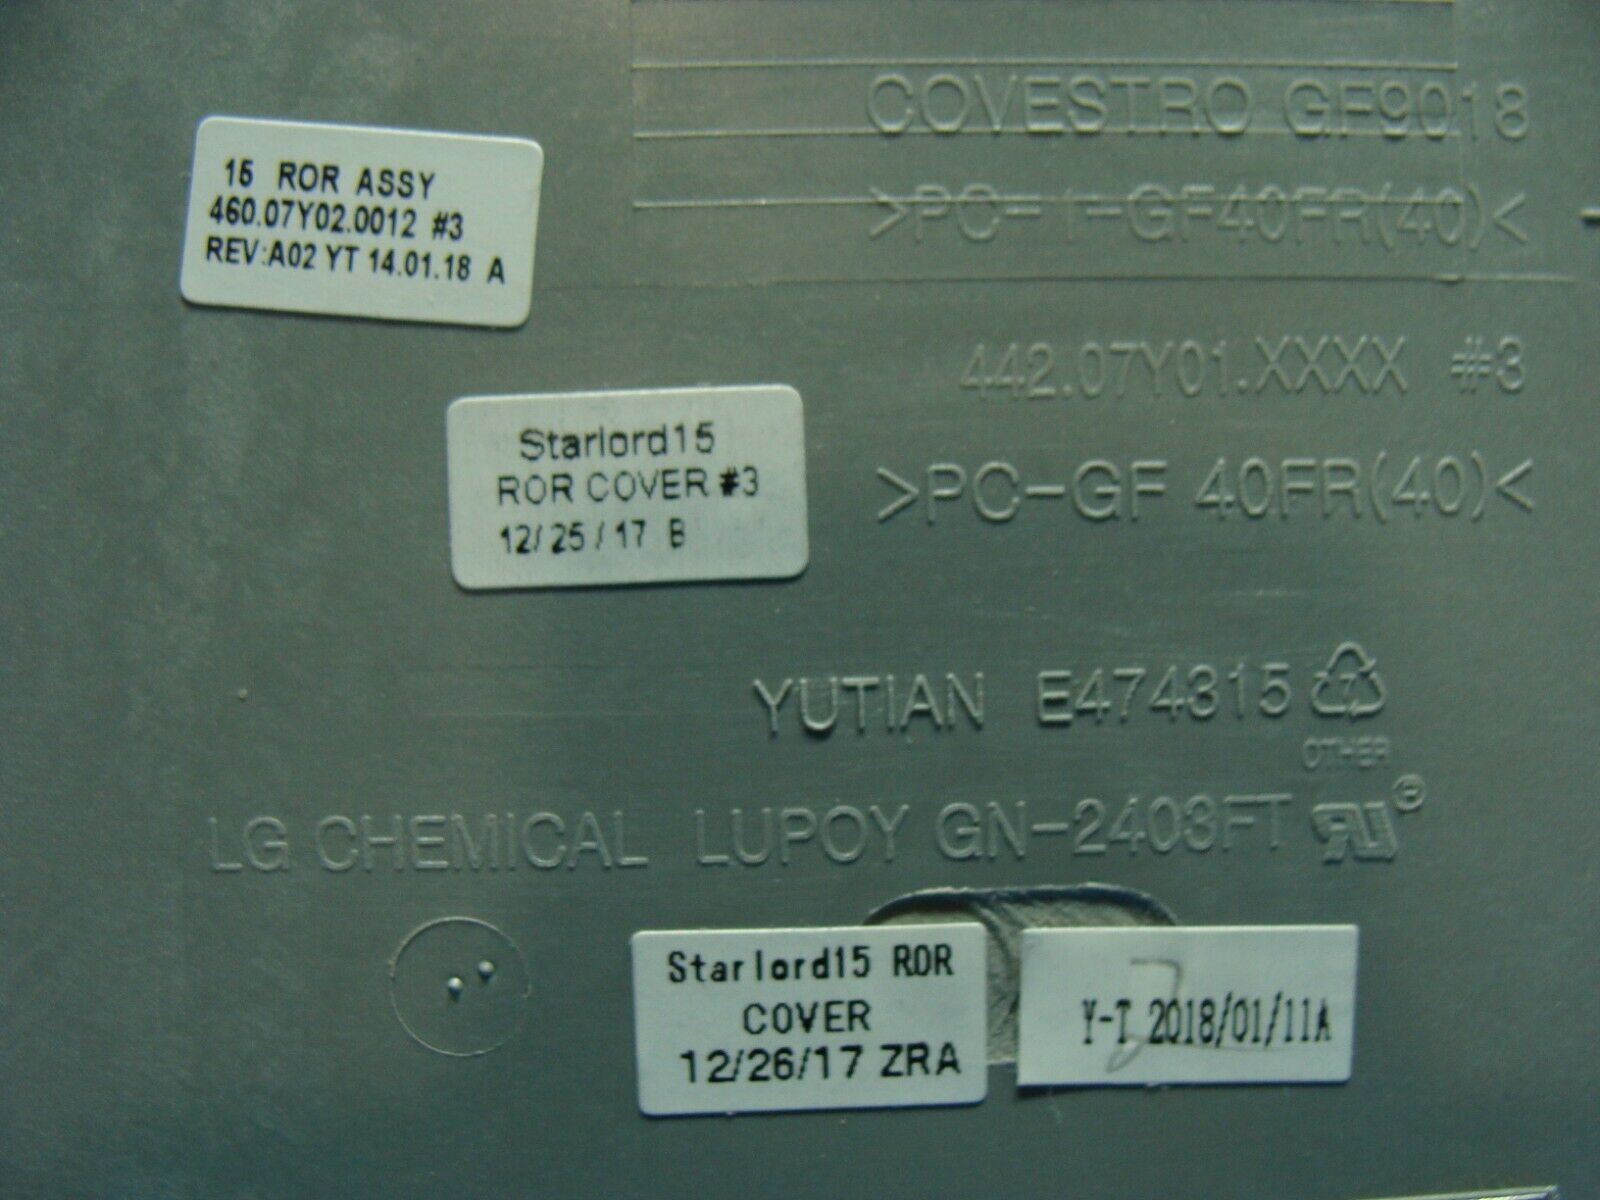 COVESTRO GF9018
15 ROR ASSY
460.07Y02.0012 #3
REV:A02 YT 14.01.18 A
>PC-I-GF40FR(40)<
442.07Y01.XXXX #3
Starlord15
ROR COVER #3
12/25/17 B
>PC-GF 40FR(40)<
YUTIAN E474315
7
OTHER
LG CHEMICAL LUPOY GN-2403FT RU®
Starlord15 ROR
COVER
12/26/17 ZRA
Y-T 2018/01/11A